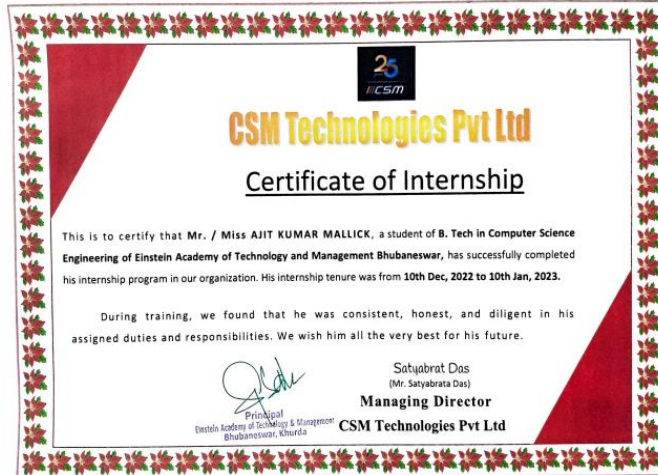 25
CSM
CSM Technologies Pvt Ltd
Certificate of Internship
This is to certify that Mr. / Miss AJIT KUMAR MALLICK, a student of B. Tech in Computer Science
Engineering of Einstein Academy of Technology and Management Bhubaneswar, has successfully completed
his internship program in our organization. His internship tenure was from 10th Dec, 2022 to 10th Jan, 2023.
During training, we found that he was consistent, honest, and diligent in his
assigned duties and responsibilities. We wish him all the very best for his future.
Principal
Einstein Academy of Technology & Management
Bhubaneswar, Khurda
Satyabrat Das
(Mr. Satyabrata Das)
Managing Director
CSM Technologies Pvt Ltd